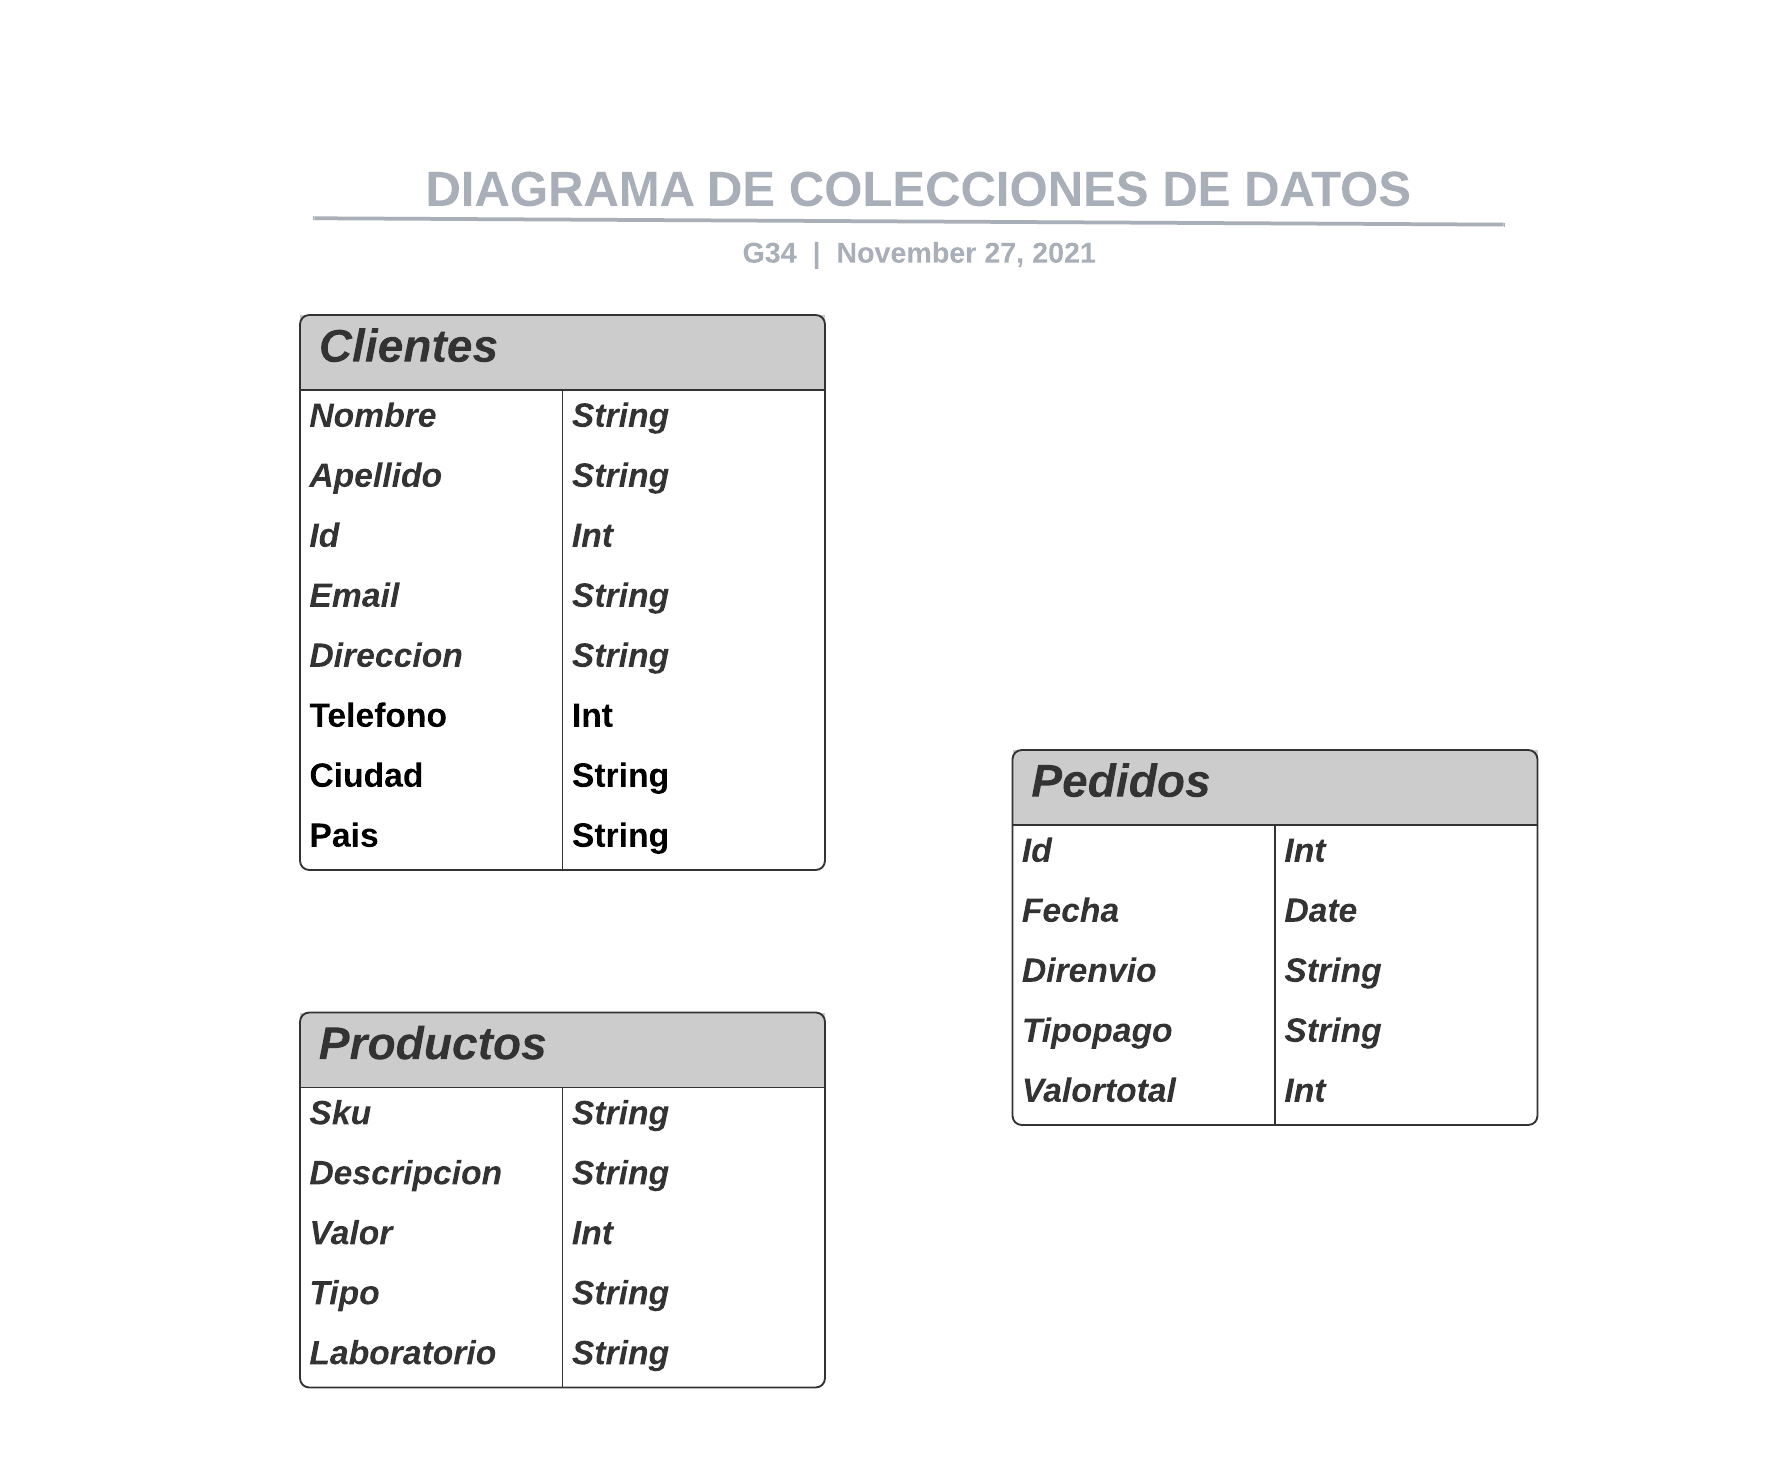 DIAGRAMA DE COLECCIONES DE DATOS
G34 | November 27, 2021
Clientes
Nombre String
Apellido String
Id Int
Email String
Direccion String
Telefono Int
Ciudad String
Pais String
Pedidos
Id Int
Fecha Date
Direnvio String
Tipopago String
Valortotal Int
Productos
Sku String
Descripcion String
Valor Int
Tipo String
Laboratorio String